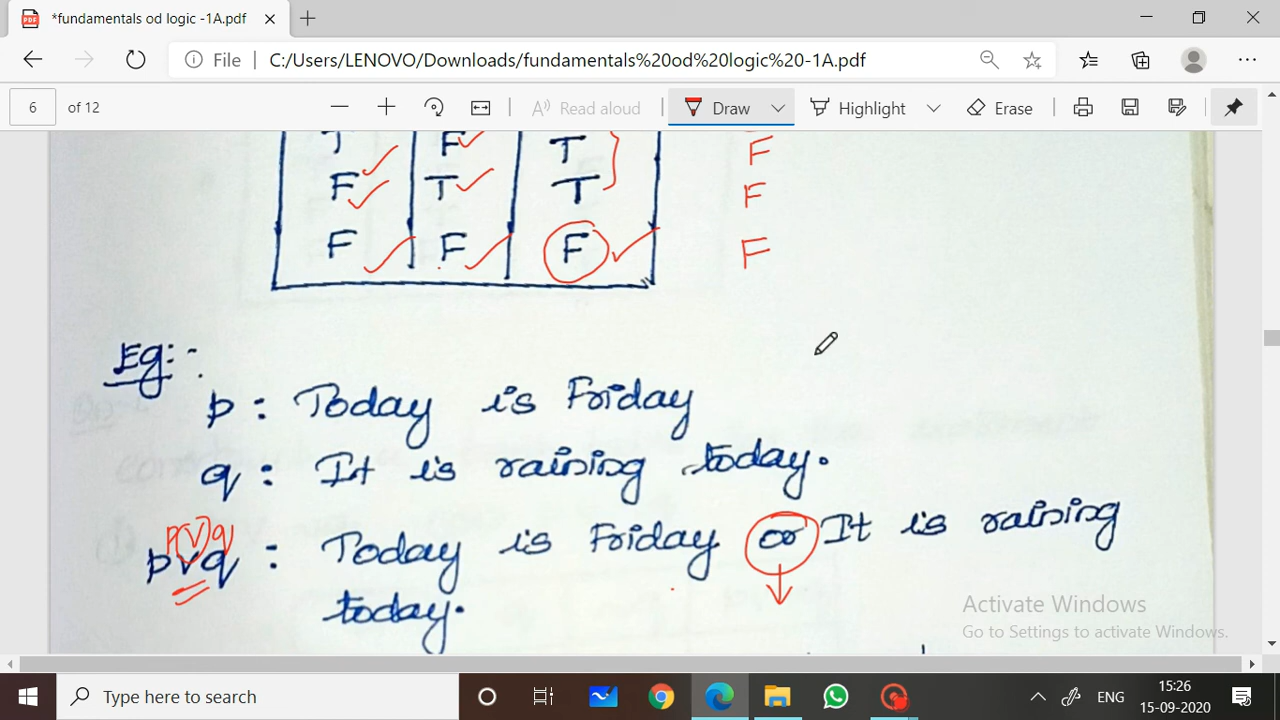 *fundamentals od logic -1A.pdf
File C:/Users/LENOVO/Downloads/fundamentals%20od%20logic%20-1A.pdf
6 of 12 Read aloud Draw Highlight Erase
T F T F
F T T F
F F F F
Eg:-
p : Today is Friday
q : It is raining today.
p(v)q
pvq : Today is Friday or It is raining
today.
Activate Windows
Go to Settings to activate Windows.
Type here to search
ENG
15:26
15-09-2020